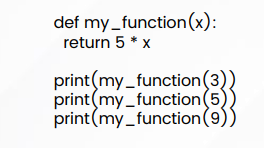 def my_function(x):
  return 5 * x

print(my_function(3))
print(my_function(5))
print(my_function(9))